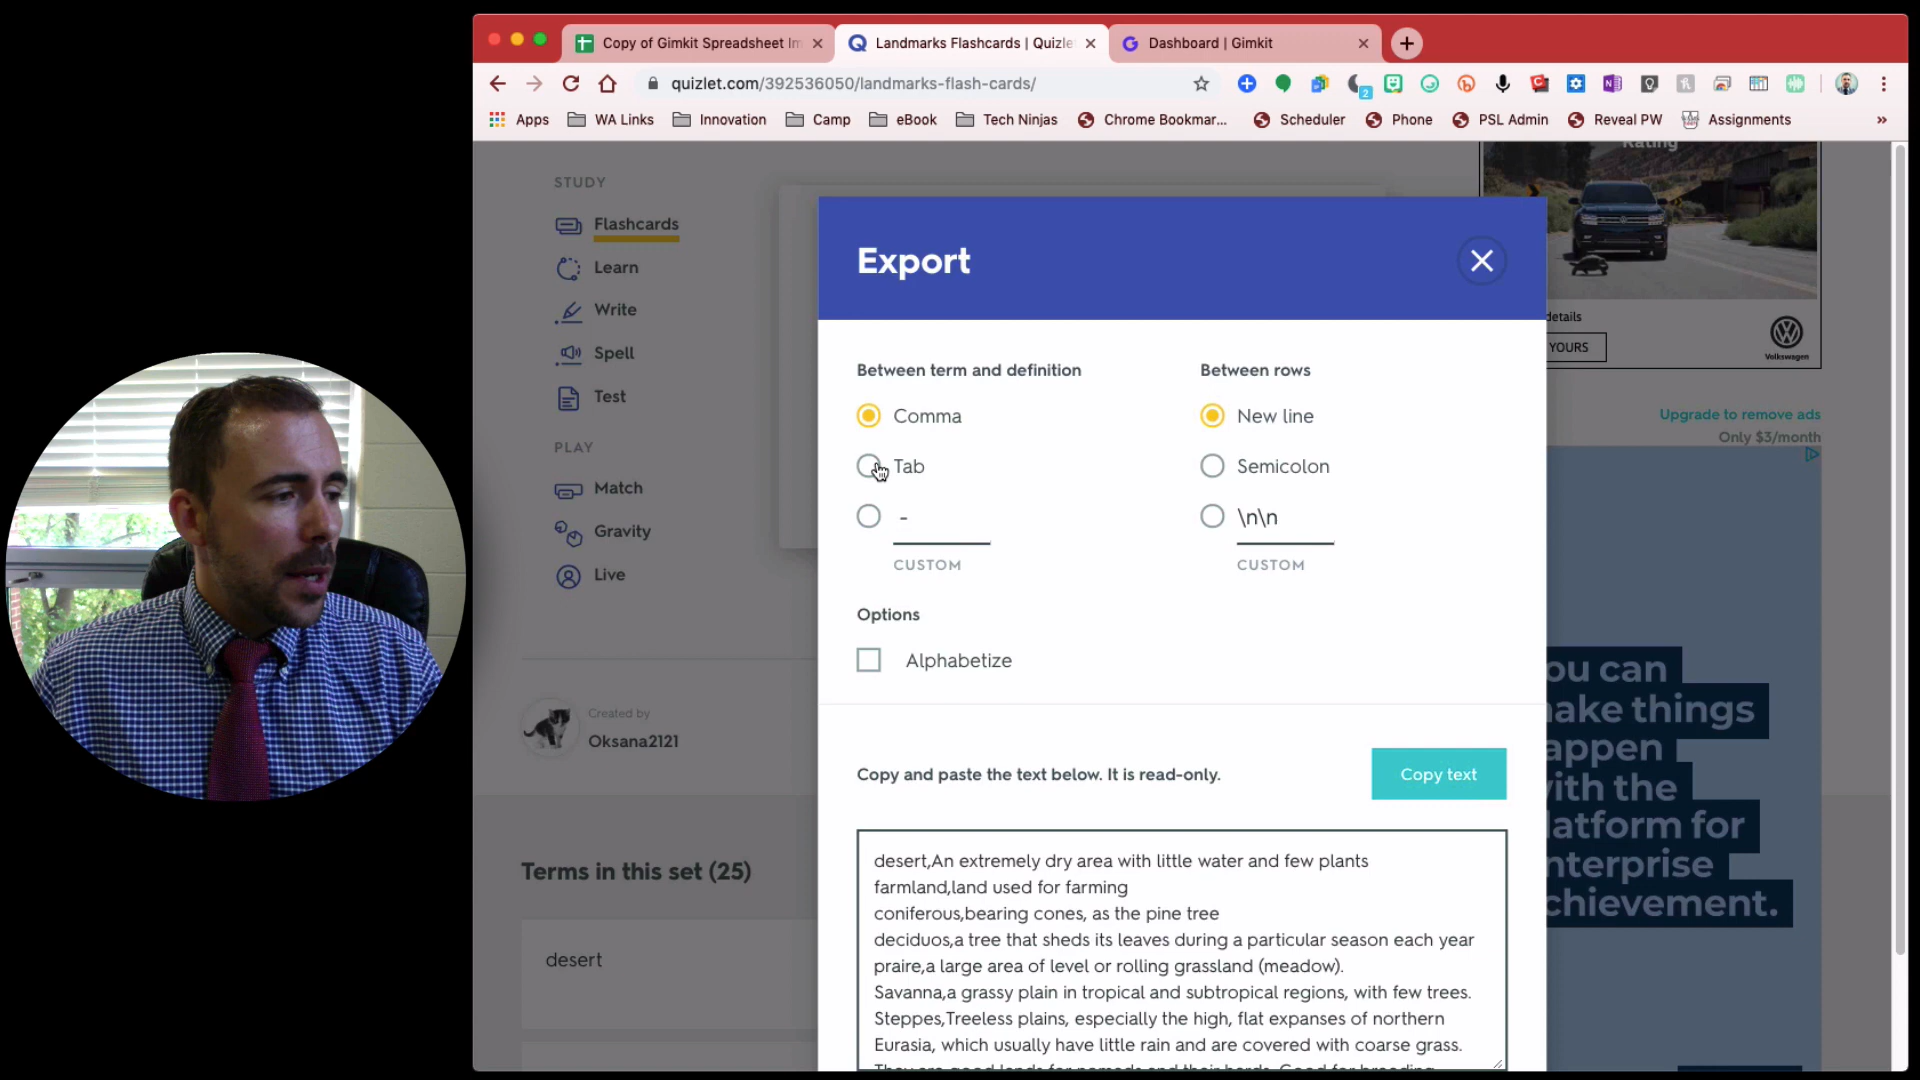 Copy of Gimkit Spreadsheet Im
Landmarks Flashcards | Quizle
Dashboard | Gimkit
quizlet.com/392536050/landmarks-flash-cards/
2
Apps
WA Links
Innovation
Camp
eBook
Tech Ninjas
Chrome Bookmar...
Scheduler
Phone
PSL Admin
Reveal PW
Assignments
»
STUDY
Flashcards
Learn
Write
Spell
Test
PLAY
Match
Gravity
Live
Created by
Oksana2121
Terms in this set (25)
desert
Export
Between term and definition
Comma
Tab
-
CUSTOM
Between rows
New line
Semicolon
\n\n
CUSTOM
Options
Alphabetize
Copy and paste the text below. It is read-only.
Copy text
desert,An extremely dry area with little water and few plants
farmland,land used for farming
coniferous,bearing cones, as the pine tree
deciduos,a tree that sheds its leaves during a particular season each year
praire,a large area of level or rolling grassland (meadow).
Savanna,a grassy plain in tropical and subtropical regions, with few trees.
Steppes,Treeless plains, especially the high, flat expanses of northern
Eurasia, which usually have little rain and are covered with coarse grass.
Rating
details
YOURS
Volkswagen
Upgrade to remove ads
Only $3/month
ou can
ake things
appen
ith the
latform for
nterprise
chievement.